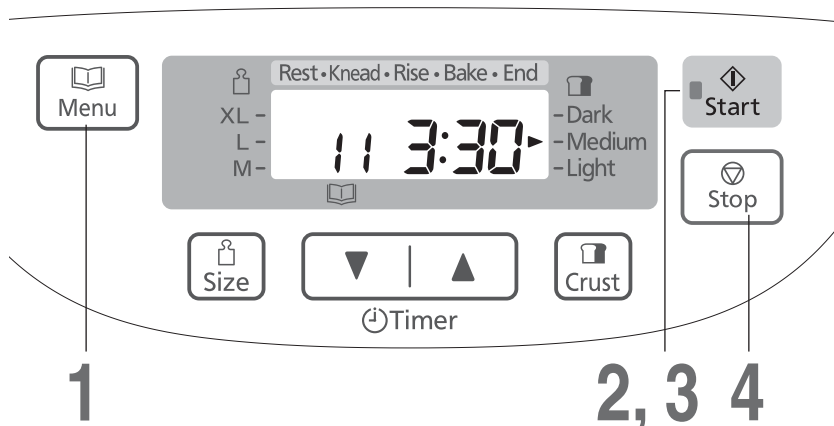 Menu
Rest • Knead • Rise • Bake • End
XL –
L –
M –
11 3:30
– Dark
– Medium
– Light
Start
Stop
Size
Timer
Crust
1
2, 3
4